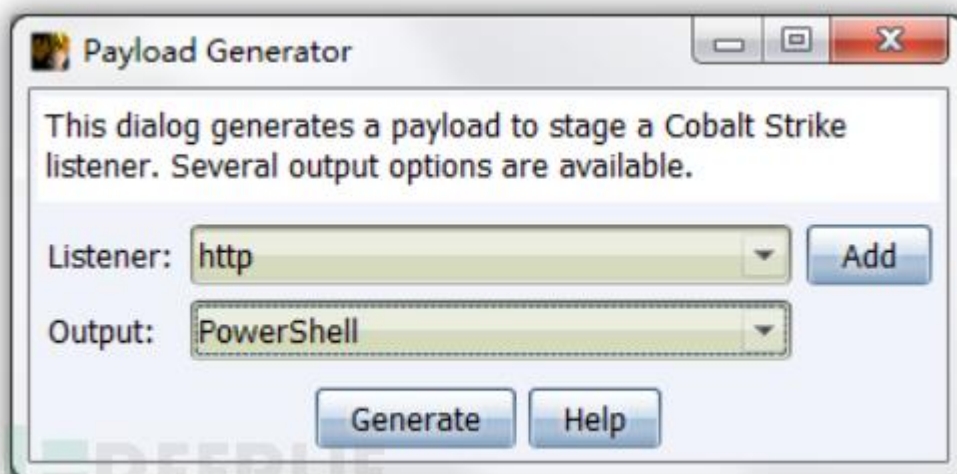 Payload Generator
This dialog generates a payload to stage a Cobalt Strike
listener. Several output options are available.
Listener: http Add
Output: PowerShell
Generate Help